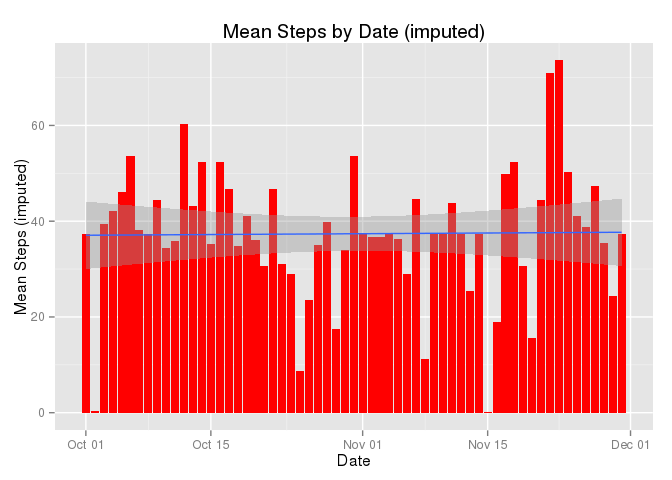 Mean Steps by Date (imputed)
Mean Steps (imputed)
60
40
20
0
Oct 01
Oct 15
Nov 01
Nov 15
Dec 01
Date